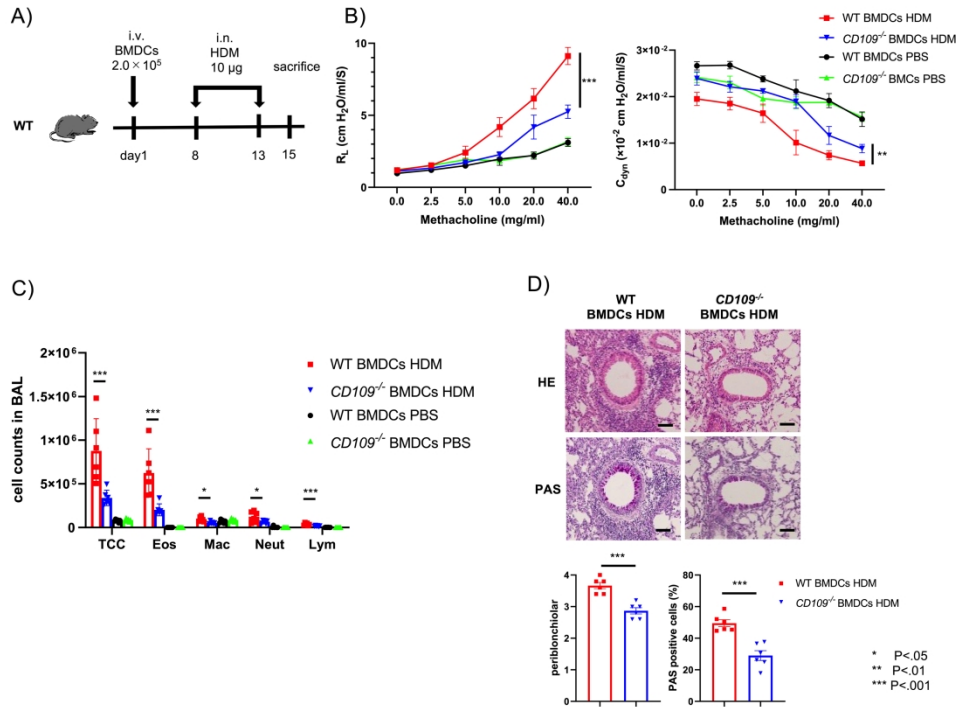 A)
i.v.
BMDCs
2.0 × 10⁵
i.n.
HDM
10 μg
sacrifice
WT
day1
8
13
15
B)
R_L (cm H₂O/ml/S)
10
8
6
5
4
2
0
0.0 2.5 5.0 10.0 20.0 40.0
Methacholine (mg/ml)
***
C_dyn (×10⁻² cm H₂O/ml/S)
3×10⁻²
2×10⁻²
1×10⁻²
0
0.0 2.5 5.0 10.0 20.0 40.0
Methacholine (mg/ml)
**
WT BMDCs HDM
CD109⁻/⁻ BMDCs HDM
WT BMDCs PBS
CD109⁻/⁻ BMCs PBS
C)
cell counts in BAL
2×10⁶
1.5×10⁶
1×10⁶
5×10⁵
0
*** *** * * ***
TCC Eos Mac Neut Lym
WT BMDCs HDM
CD109⁻/⁻ BMDCs HDM
WT BMDCs PBS
CD109⁻/⁻ BMDCs PBS
D)
WT
BMDCs HDM
CD109⁻/⁻
BMDCs HDM
HE
PAS
periblonchiolar
4
3
2
1
0
***
PAS positive cells (%)
80
60
40
20
0
***
WT BMDCs HDM
CD109⁻/⁻ BMDCs HDM
* P<.05
** P<.01
*** P<.001